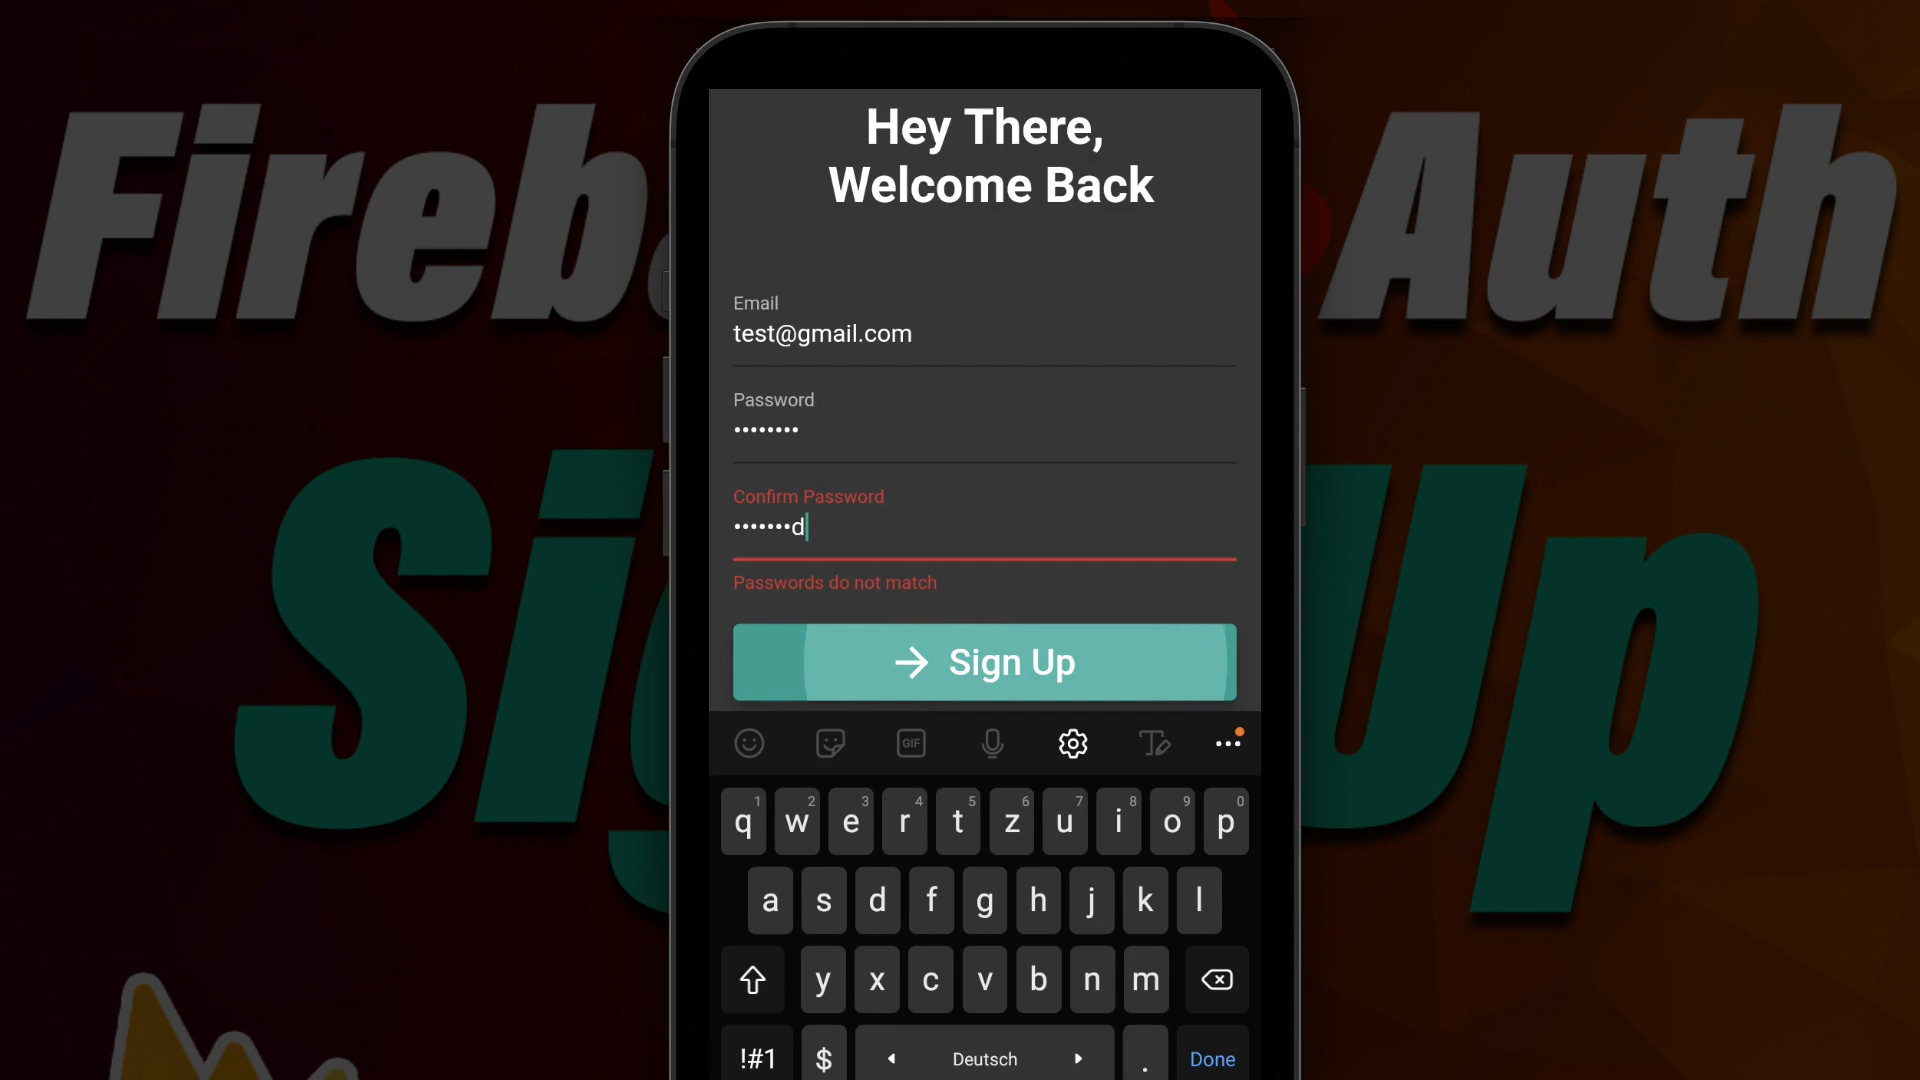 Fireb Auth
Si Up
Hey There,
Welcome Back
Email
test@gmail.com
Password
••••••••
Confirm Password
•••••••d
Passwords do not match
→ Sign Up
GIF
1 2 3 4 5 6 7 8 9 0
q w e r t z u i o p
a s d f g h j k l
y x c v b n m
!#1 $ Deutsch . Done